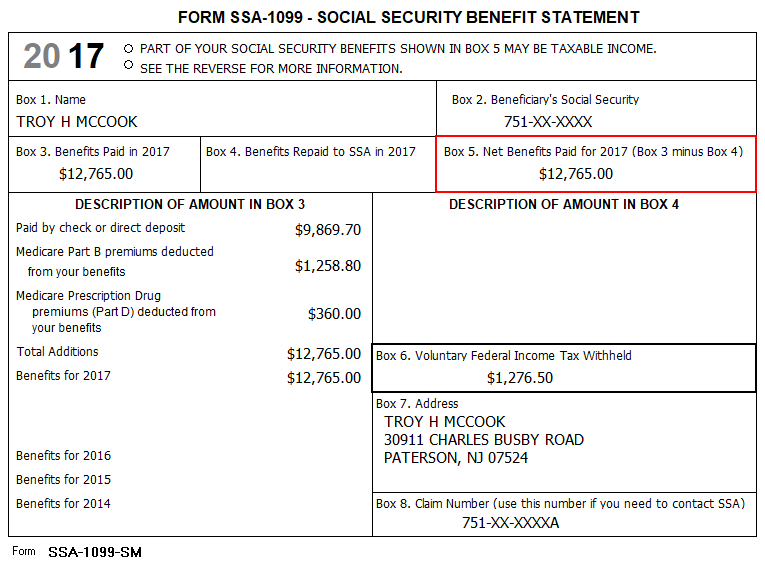 FORM SSA-1099 - SOCIAL SECURITY BENEFIT STATEMENT
2017
PART OF YOUR SOCIAL SECURITY BENEFITS SHOWN IN BOX 5 MAY BE TAXABLE INCOME.
SEE THE REVERSE FOR MORE INFORMATION.
Box 1. Name
TROY H MCCOOK
Box 2. Beneficiary's Social Security
751-XX-XXXX
Box 3. Benefits Paid in 2017
$12,765.00
Box 4. Benefits Repaid to SSA in 2017
Box 5. Net Benefits Paid for 2017 (Box 3 minus Box 4)
$12,765.00
DESCRIPTION OF AMOUNT IN BOX 3
Paid by check or direct deposit $9,869.70
Medicare Part B premiums deducted
from your benefits $1,258.80
Medicare Prescription Drug
premiums (Part D) deducted from $360.00
your benefits
Total Additions $12,765.00
Benefits for 2017 $12,765.00
Benefits for 2016
Benefits for 2015
Benefits for 2014
DESCRIPTION OF AMOUNT IN BOX 4
Box 6. Voluntary Federal Income Tax Withheld
$1,276.50
Box 7. Address
TROY H MCCOOK
30911 CHARLES BUSBY ROAD
PATERSON, NJ 07524
Box 8. Claim Number (use this number if you need to contact SSA)
751-XX-XXXXA
Form SSA-1099-SM